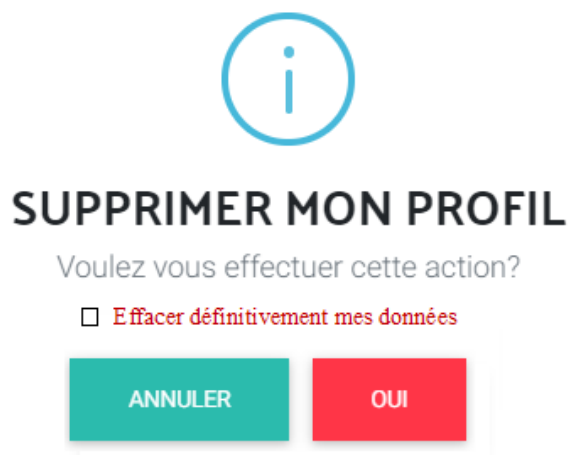 SUPPRIMER MON PROFIL
Voulez vous effectuer cette action?
Effacer définitivement mes données
ANNULER OUI